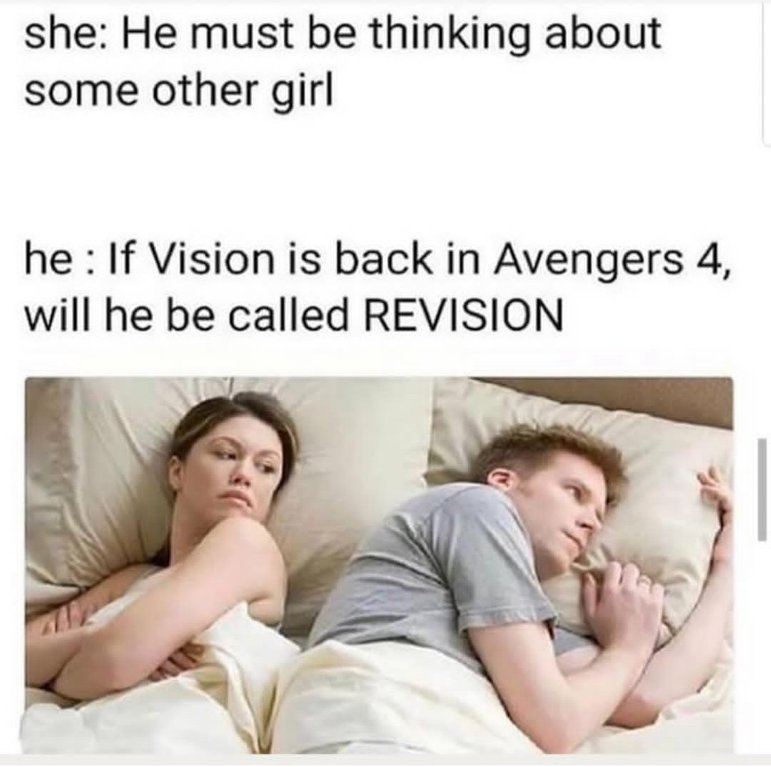 she: He must be thinking about
some other girl
he : If Vision is back in Avengers 4,
will he be called REVISION